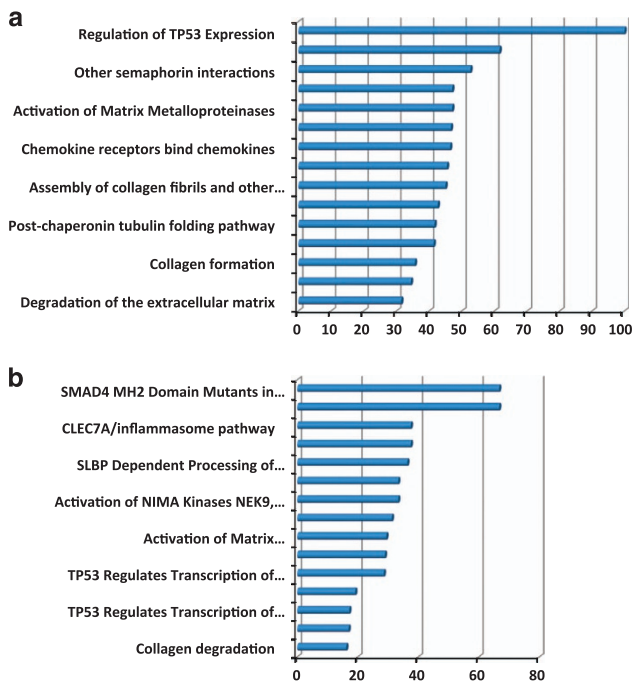 a
Regulation of TP53 Expression
Other semaphorin interactions
Activation of Matrix Metalloproteinases
Chemokine receptors bind chemokines
Assembly of collagen fibrils and other…
Post-chaperonin tubulin folding pathway
Collagen formation
Degradation of the extracellular matrix
0 10 20 30 40 50 60 70 80 90 100
b
SMAD4 MH2 Domain Mutants in…
CLEC7A/inflammasome pathway
SLBP Dependent Processing of…
Activation of NIMA Kinases NEK9,…
Activation of Matrix…
TP53 Regulates Transcription of…
TP53 Regulates Transcription of…
Collagen degradation
0 20 40 60 80